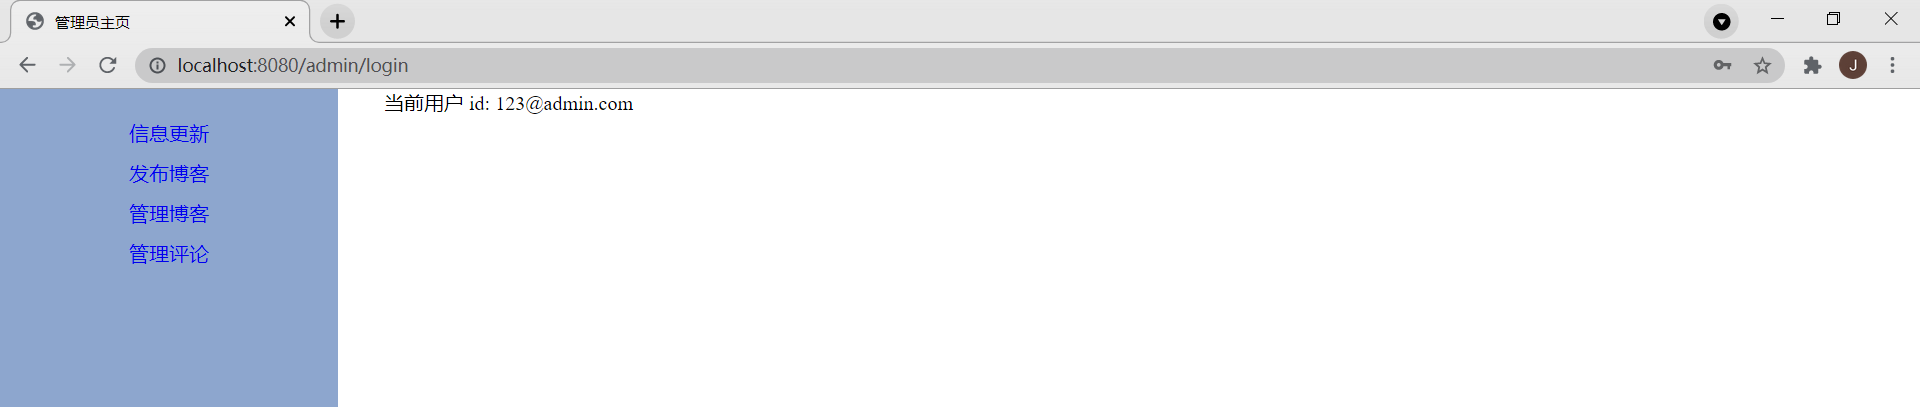 管理员主页
localhost:8080/admin/login
J
当前用户 id: 123@admin.com
信息更新
发布博客
管理博客
管理评论